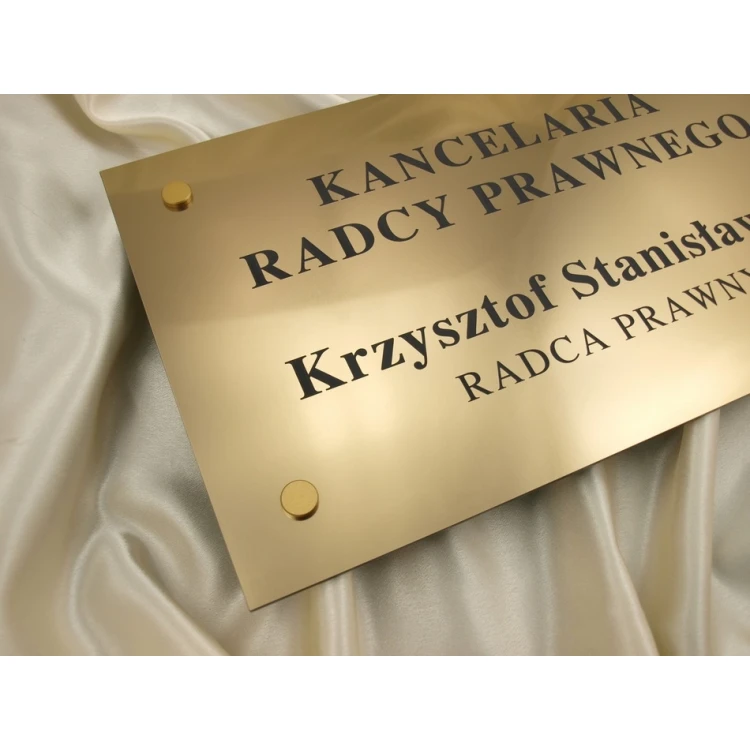 KANCELARIA
RADCY PRAWNEGO
Krzysztof Stanisław
RADCA PRAWNY